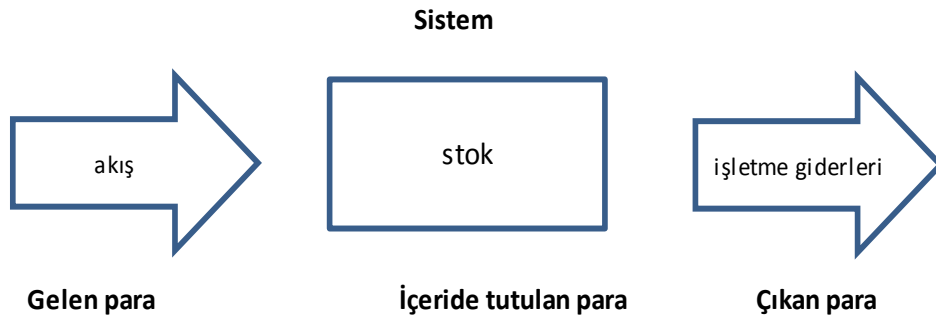 Sistem
akış
stok
işletme giderleri
Gelen para
İçeride tutulan para
Çıkan para